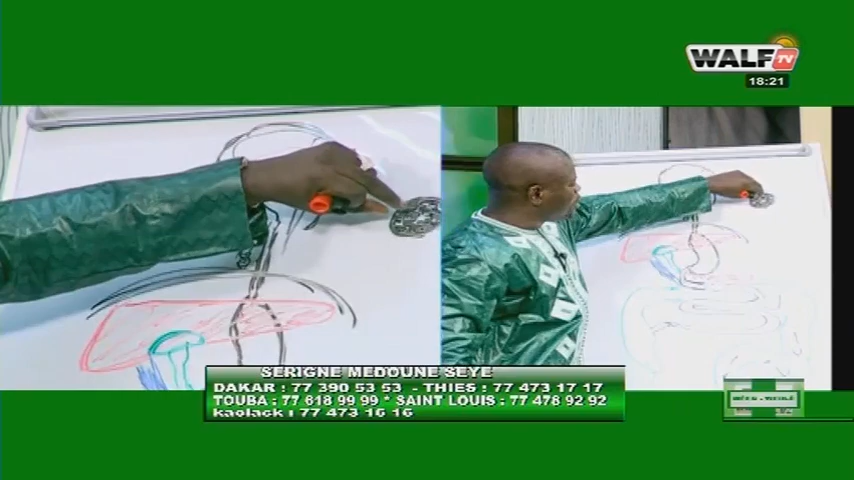 WALF TV
18:21
SERIGNE MEDOUNE SEYE
DAKAR : 77 390 53 53 - THIES : 77 473 17 17
TOUBA : 77 618 99 99 * SAINT LOUIS : 77 478 92 92
kaolack : 77 473 16 16